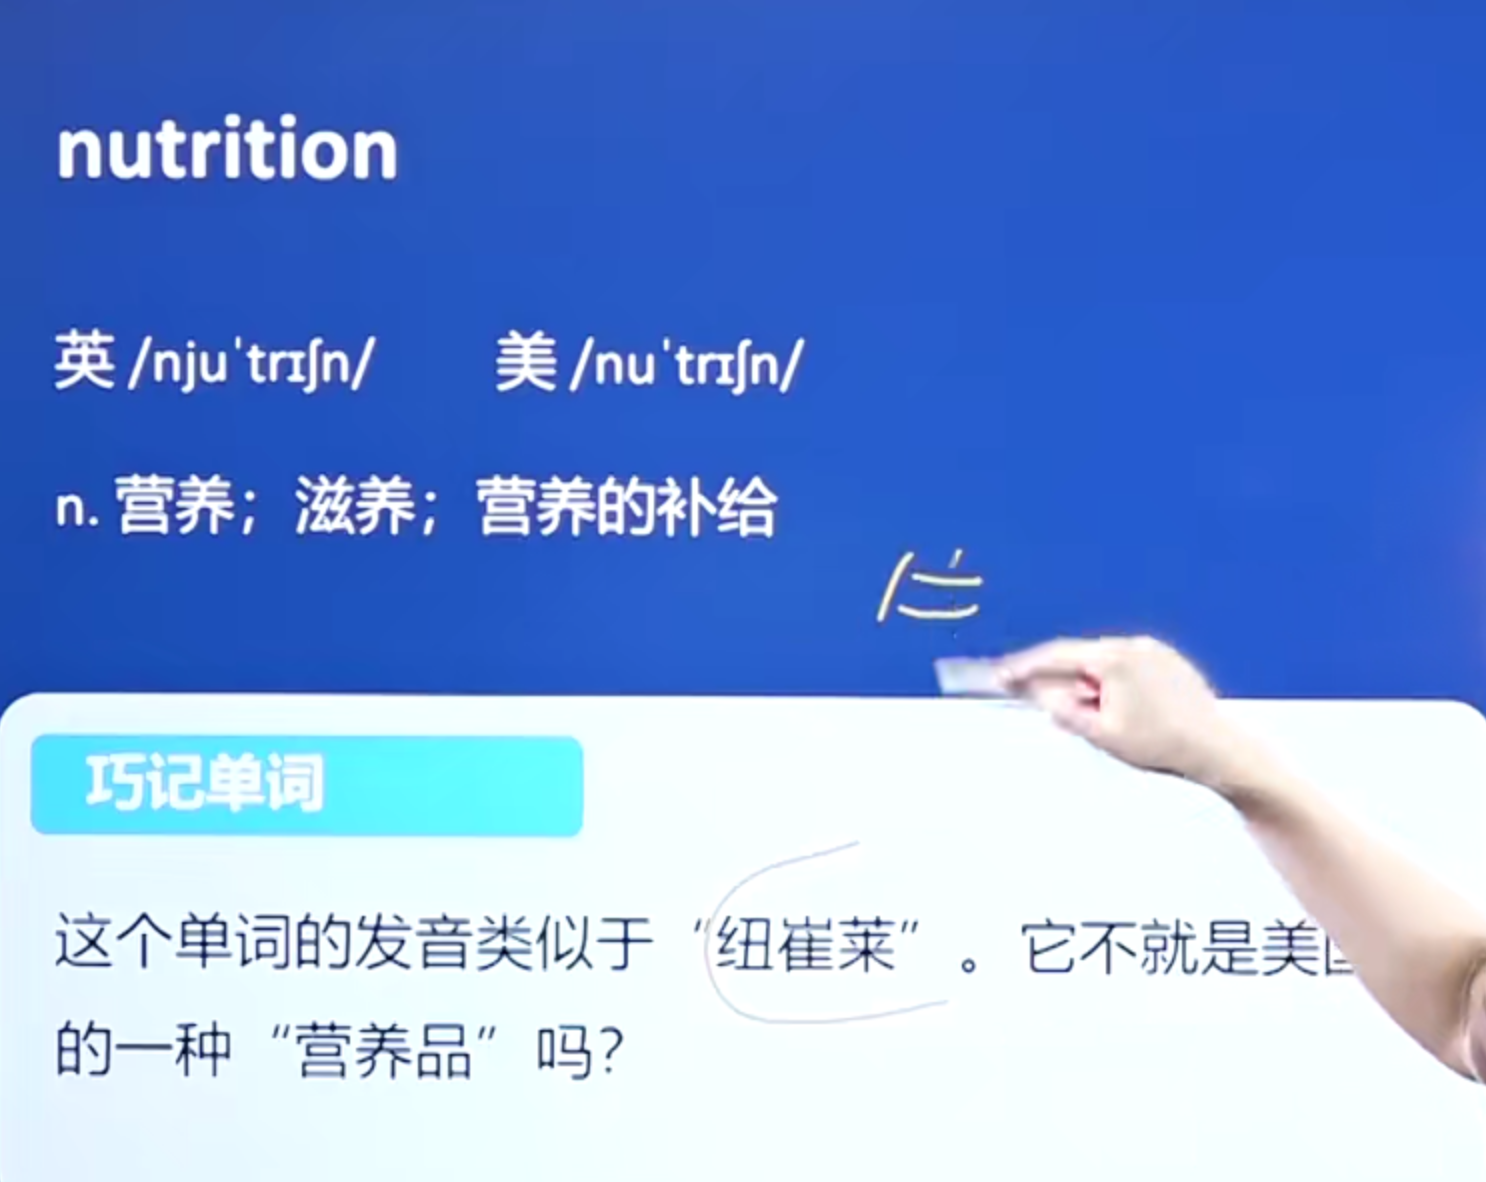 nutrition
英 /njuˈtrɪʃn/ 美 /nuˈtrɪʃn/
n. 营养；滋养；营养的补给
巧记单词
这个单词的发音类似于“纽崔莱”。它不就是美
的一种“营养品”吗？